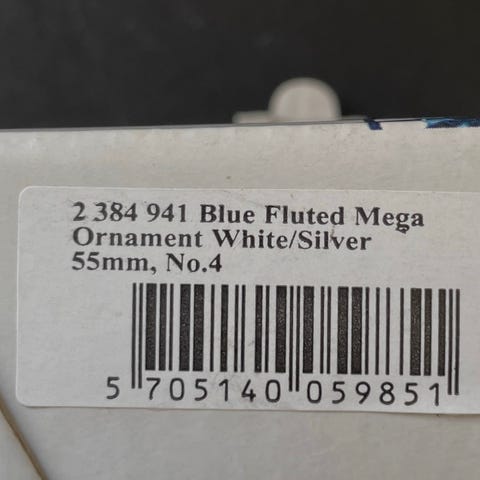 2 384 941 Blue Fluted Mega
Ornament White/Silver
55mm, No.4
5 705140 059851